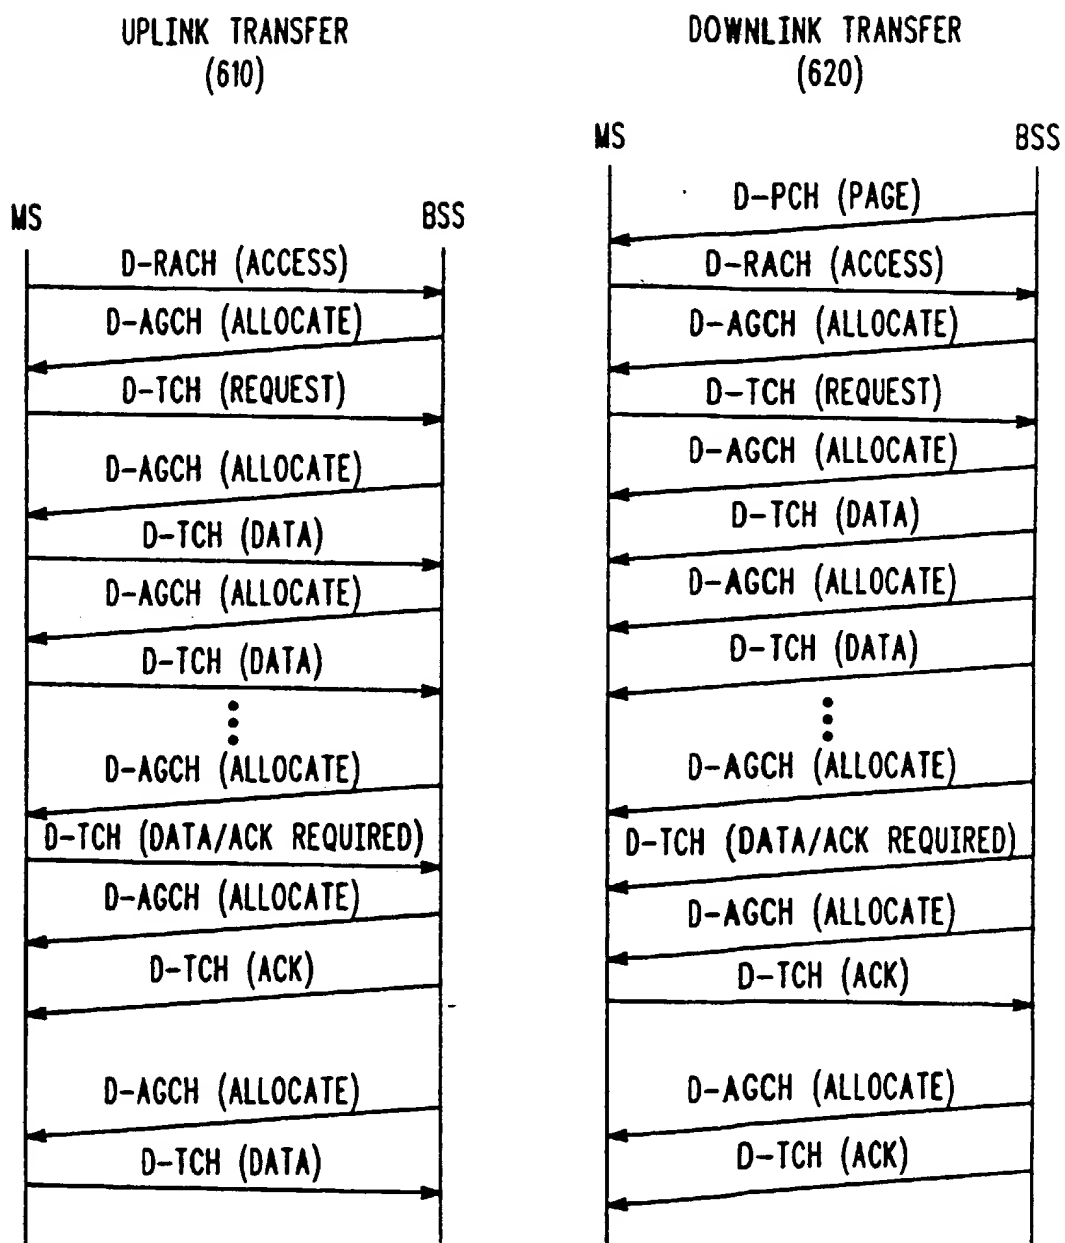 UPLINK TRANSFER
(610)
MS
BSS
D-RACH (ACCESS)
D-AGCH (ALLOCATE)
D-TCH (REQUEST)
D-AGCH (ALLOCATE)
D-TCH (DATA)
D-AGCH (ALLOCATE)
D-TCH (DATA)
D-AGCH (ALLOCATE)
D-TCH (DATA/ACK REQUIRED)
D-AGCH (ALLOCATE)
D-TCH (ACK)
D-AGCH (ALLOCATE)
D-TCH (DATA)
DOWNLINK TRANSFER
(620)
MS
BSS
D-PCH (PAGE)
D-RACH (ACCESS)
D-AGCH (ALLOCATE)
D-TCH (REQUEST)
D-AGCH (ALLOCATE)
D-TCH (DATA)
D-AGCH (ALLOCATE)
D-TCH (DATA)
D-AGCH (ALLOCATE)
D-TCH (DATA/ACK REQUIRED)
D-AGCH (ALLOCATE)
D-TCH (ACK)
D-AGCH (ALLOCATE)
D-TCH (ACK)